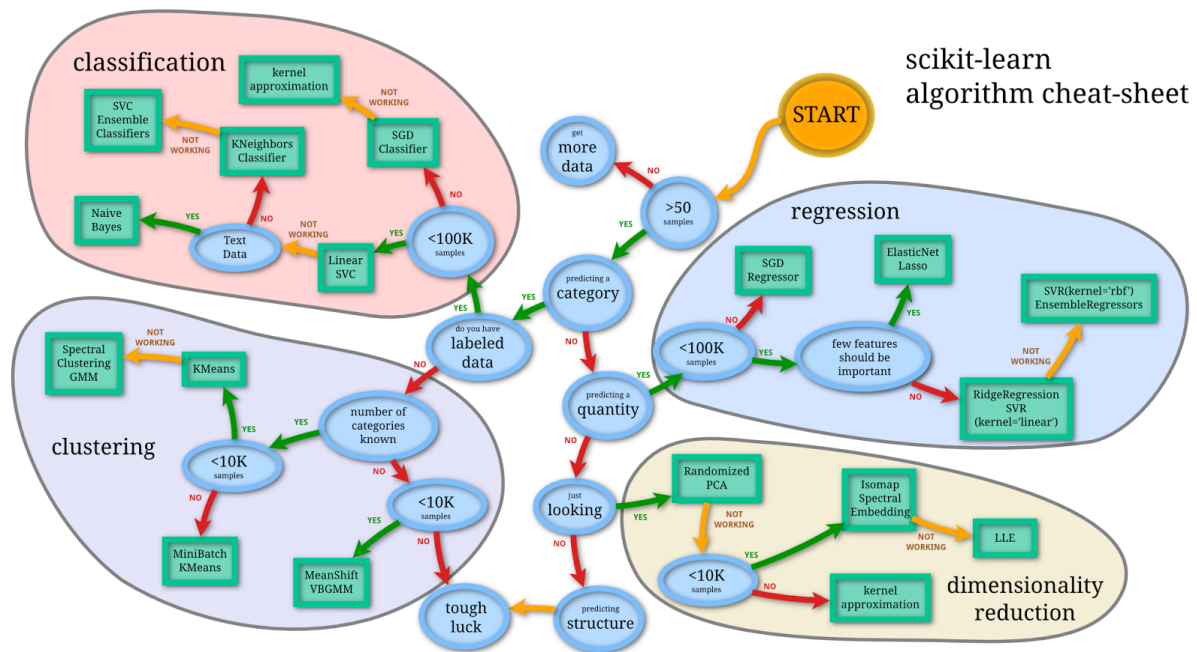 scikit-learn
algorithm cheat-sheet
START
get
more
data
NO
>50
samples
YES
predicting a
category
YES
NO
do you have
labeled
data
YES
NO
predicting a
quantity
YES
NO
just
looking
YES
NO
predicting
structure
tough
luck
classification
kernel
approximation
NOT
WORKING
SGD
Classifier
NO
<100K
samples
YES
Linear
SVC
NOT
WORKING
Text
Data
YES
Naive
Bayes
NO
KNeighbors
Classifier
NOT
WORKING
SVC
Ensemble
Classifiers
regression
<100K
samples
NO
SGD
Regressor
YES
few features
should be
important
YES
ElasticNet
Lasso
NO
RidgeRegression
SVR
(kernel='linear')
NOT
WORKING
SVR(kernel='rbf')
EnsembleRegressors
clustering
number of
categories
known
YES
<10K
samples
YES
KMeans
NOT
WORKING
Spectral
Clustering
GMM
NO
MiniBatch
KMeans
NO
<10K
samples
YES
MeanShift
VBGMM
NO
dimensionality
reduction
Randomized
PCA
NOT
WORKING
<10K
samples
YES
Isomap
Spectral
Embedding
NOT
WORKING
LLE
NO
kernel
approximation